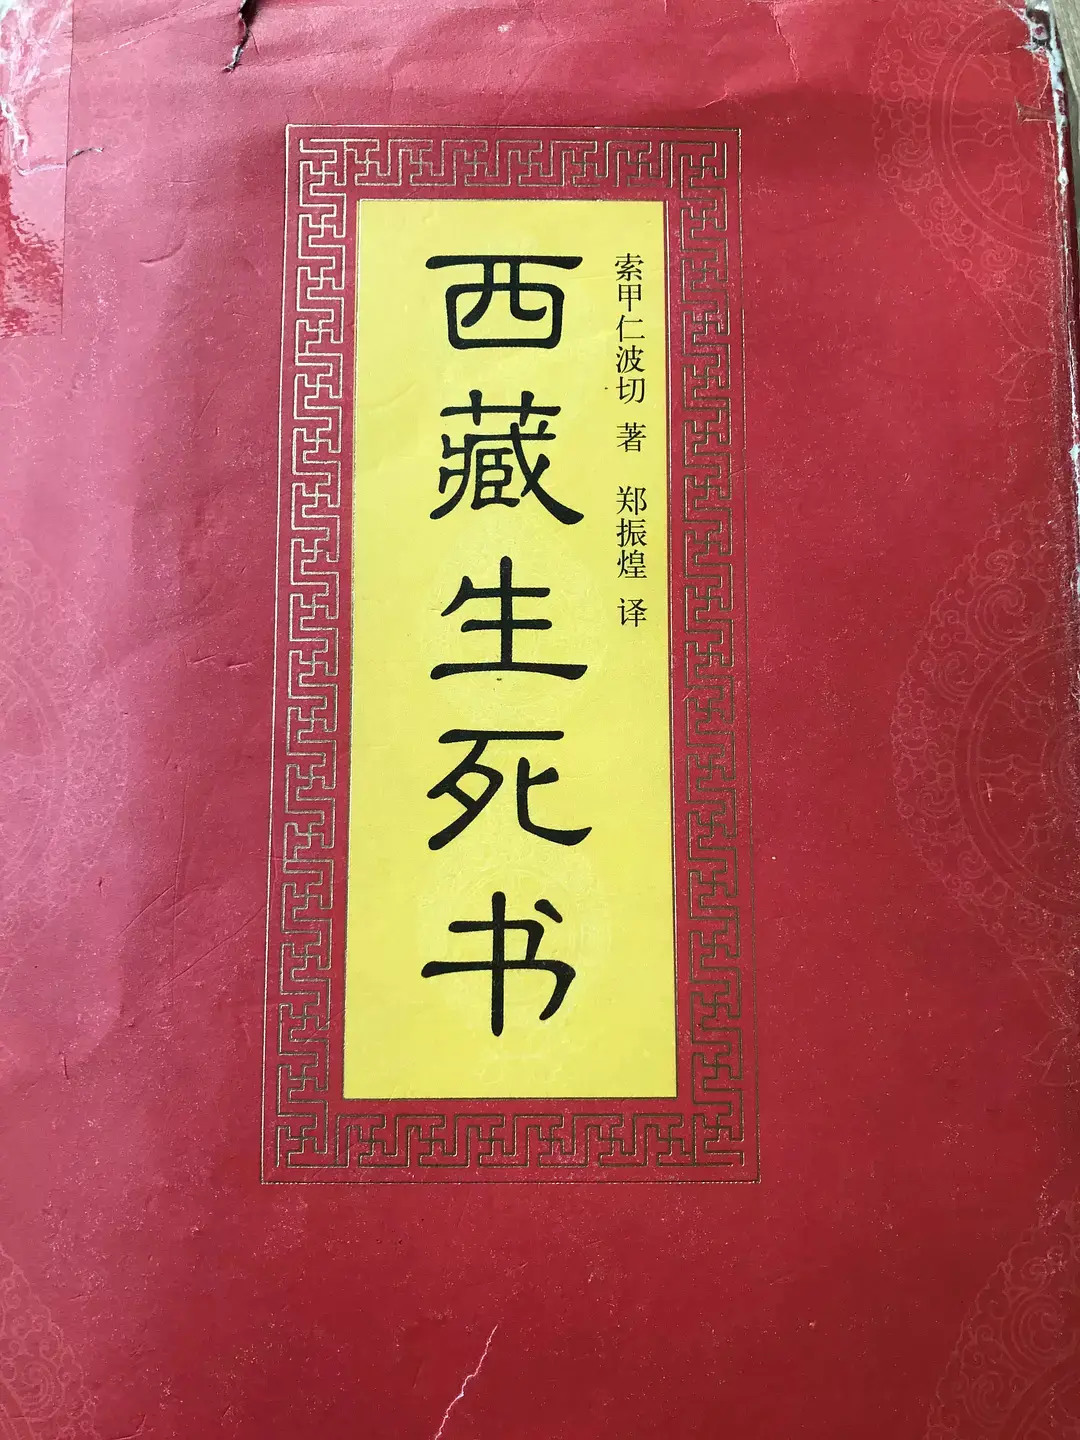 索甲仁波切 著 郑振煌 译
西藏生死书